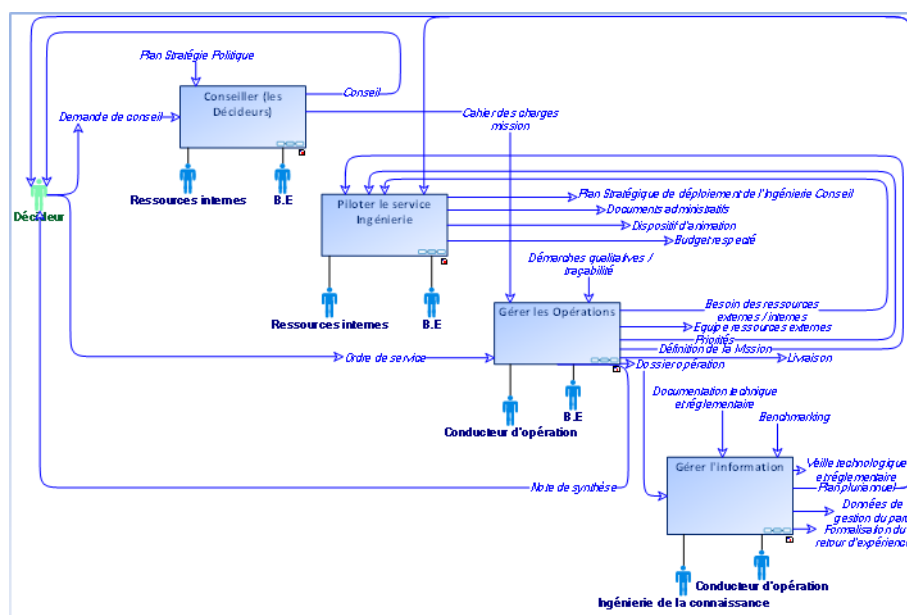 Plan Stratégie Politique
Conseiller (les
Décideurs)
Conseil
Demande de conseil
Cahier des charges
mission
Ressources internes
B.E
Décideur
Piloter le service
Ingénierie
Plan Stratégique de déploiement de l'Ingénierie Conseil
Documents administratifs
Dispositif d'animation
Budget respecté
Démarches qualitatives /
traçabilité
Ressources internes
B.E
Gérer les Opérations
Besoin des ressources
externes / internes
Equipe ressources externes
Priorités
Définition de la Mission
Livraison
Dossier opération
Ordre de service
B.E
Conducteur d'opération
Documentation technique
et réglementaire
Benchmarking
Gérer l'information
Veille technologique
et réglementaire
Plan pluriannuel
Données de
gestion du parc
Formalisation du
retour d'expérience
Note de synthèse
Conducteur d'opération
Ingénierie de la connaissance